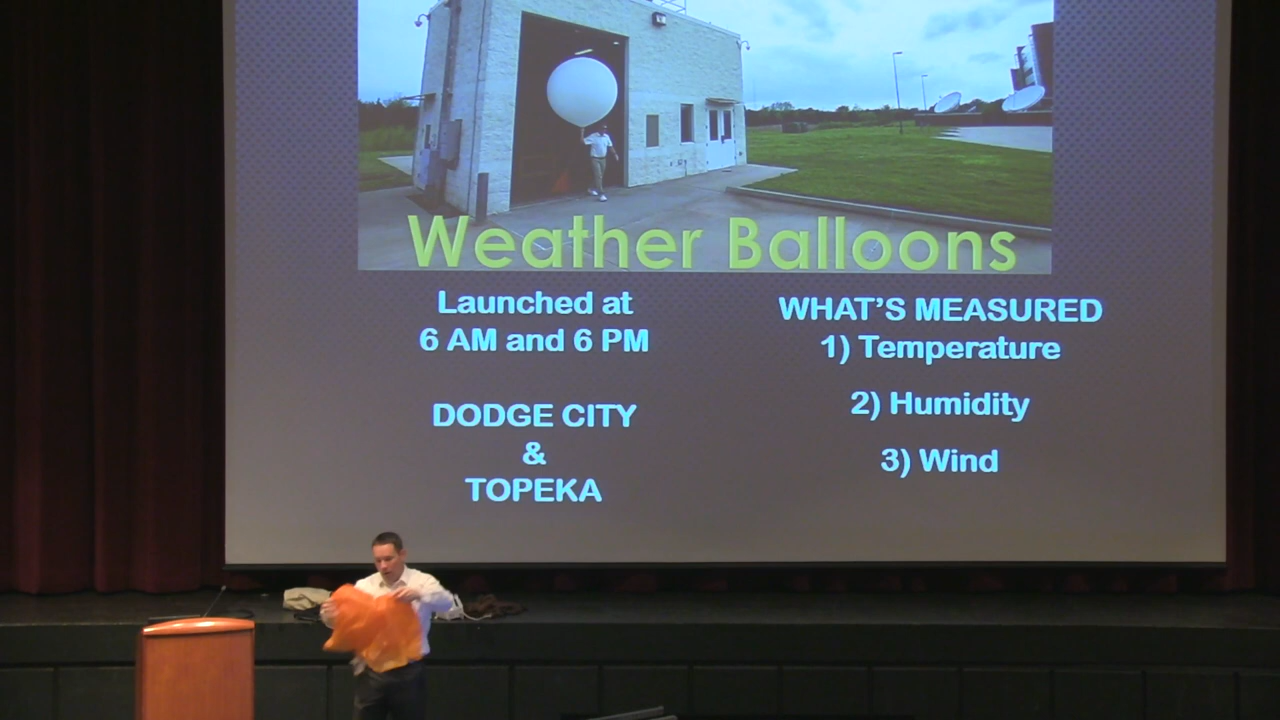 Weather Balloons
Launched at
6 AM and 6 PM
DODGE CITY
&
TOPEKA
WHAT'S MEASURED
1) Temperature
2) Humidity
3) Wind